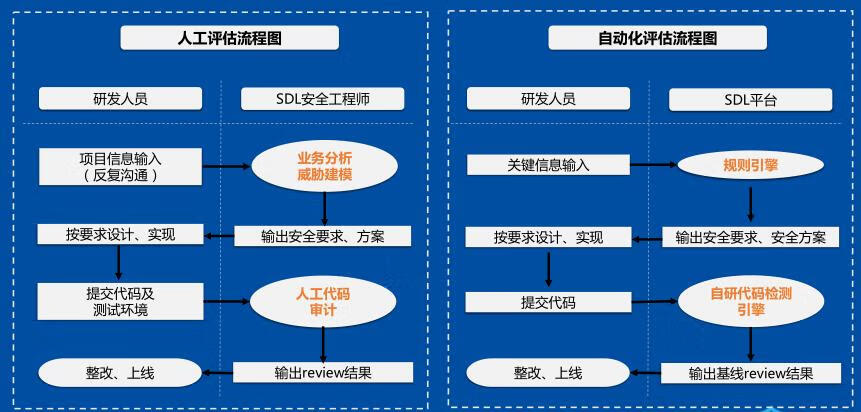 人工评估流程图
研发人员
SDL安全工程师
项目信息输入
（反复沟通）
业务分析
威胁建模
按要求设计、实现
输出安全要求、方案
提交代码及
测试环境
人工代码
审计
整改、上线
输出review结果
自动化评估流程图
研发人员
SDL平台
关键信息输入
规则引擎
按要求设计、实现
输出安全要求、安全方案
提交代码
自研代码检测
引擎
整改、上线
输出基线review结果